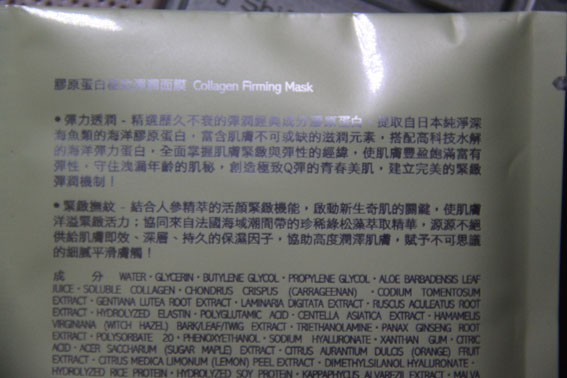 膠原蛋白極致彈潤面膜 Collagen Firming Mask
• 彈力透潤 - 精選歷久不衰的彈潤經典成分膠原蛋白，提取自日本純淨深
海魚類的海洋膠原蛋白，富含肌膚不可或缺的滋潤元素，搭配高科技水解
的海洋彈力蛋白，全面掌握肌膚緊緻與彈性的經緯，使肌膚豐盈飽滿富有
彈性，守住洩漏年齡的肌秘，創造極致Q彈的青春美肌，建立完美的緊緻
彈潤機制！
• 緊緻撫紋 - 結合人參精萃的活顏緊緻機能，啟動新生奇肌的關鍵，使肌膚
洋溢緊緻活力；協同來自法國海域潮間帶的珍稀綠松藻萃取精華，源源不絕
供給肌膚即效、深層、持久的保濕因子，協助高度潤澤肌膚，賦予不可思議
的細膩平滑膚觸！
成 分 WATER・GLYCERIN・BUTYLENE GLYCOL・PROPYLENE GLYCOL・ALOE BARBADENSIS LEAF
JUICE・SOLUBLE COLLAGEN・CHONDRUS CRISPUS (CARRAGEENAN)・CODIUM TOMENTOSUM
EXTRACT・GENTIANA LUTEA ROOT EXTRACT・LAMINARIA DIGITATA EXTRACT・RUSCUS ACULEATUS ROOT
EXTRACT・HYDROLYZED ELASTIN・POLYGLUTAMIC ACID・CENTELLA ASIATICA EXTRACT・HAMAMELIS
VIRGINIANA (WITCH HAZEL) BARK/LEAF/TWIG EXTRACT・TRIETHANOLAMINE・PANAX GINSENG ROOT
EXTRACT・POLYSORBATE 20・PHENOXYETHANOL・SODIUM HYALURONATE・XANTHAN GUM・CITRIC
ACID・ACER SACCHARUM (SUGAR MAPLE) EXTRACT・CITRUS AURANTIUM DULCIS (ORANGE) FRUIT
EXTRACT・CITRUS MEDICA LIMONUM (LEMON) PEEL EXTRACT・DIMETHYLSILANOL HYALURONATE・
HYDROLYZED RICE PROTEIN・HYDROLYZED SOY PROTEIN・KAPPAPHYCUS ALVAREZII EXTRACT・MALVA